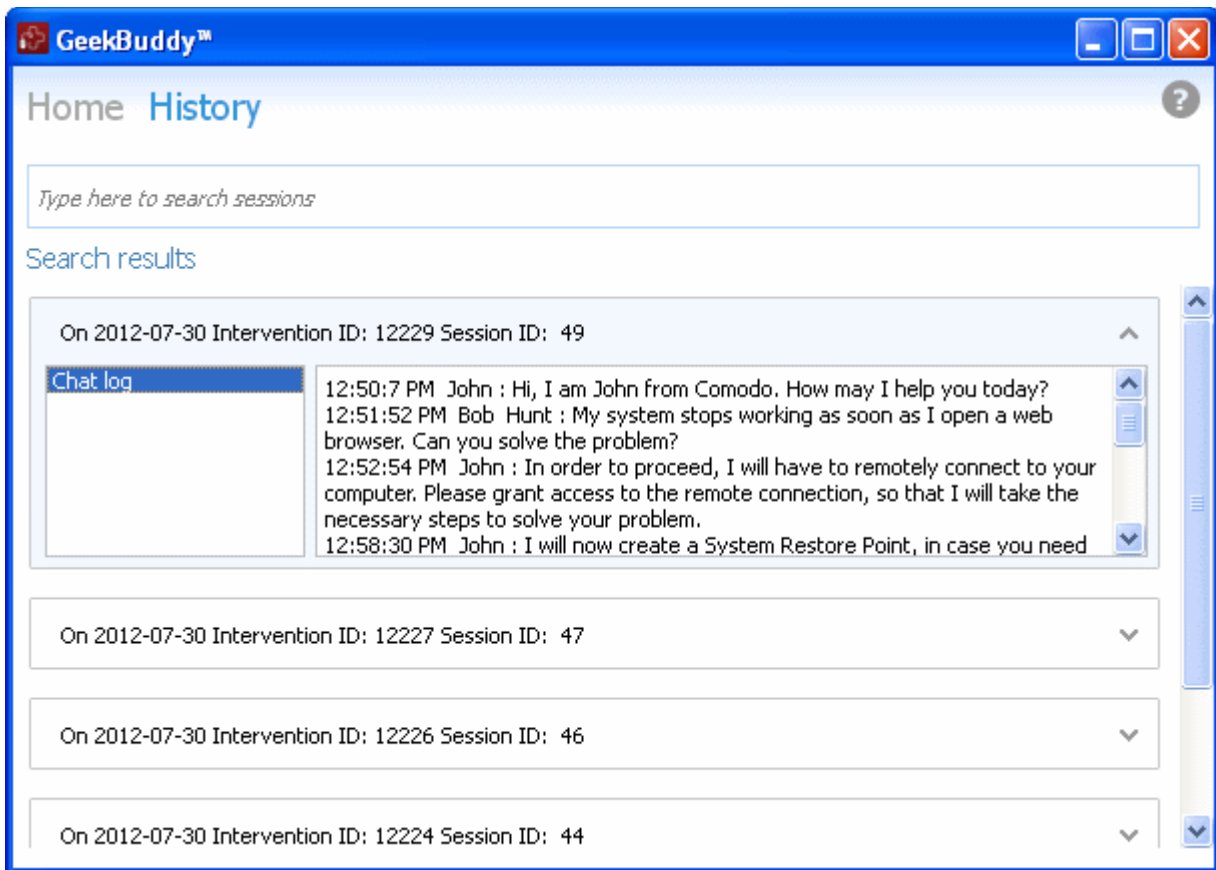 GeekBuddy™
Home History
?
Type here to search sessions
Search results
On 2012-07-30 Intervention ID: 12229 Session ID: 49
Chat log
12:50:7 PM John : Hi, I am John from Comodo. How may I help you today?
12:51:52 PM Bob Hunt : My system stops working as soon as I open a web
browser. Can you solve the problem?
12:52:54 PM John : In order to proceed, I will have to remotely connect to your
computer. Please grant access to the remote connection, so that I will take the
necessary steps to solve your problem.
12:58:30 PM John : I will now create a System Restore Point, in case you need
On 2012-07-30 Intervention ID: 12227 Session ID: 47
On 2012-07-30 Intervention ID: 12226 Session ID: 46
On 2012-07-30 Intervention ID: 12224 Session ID: 44